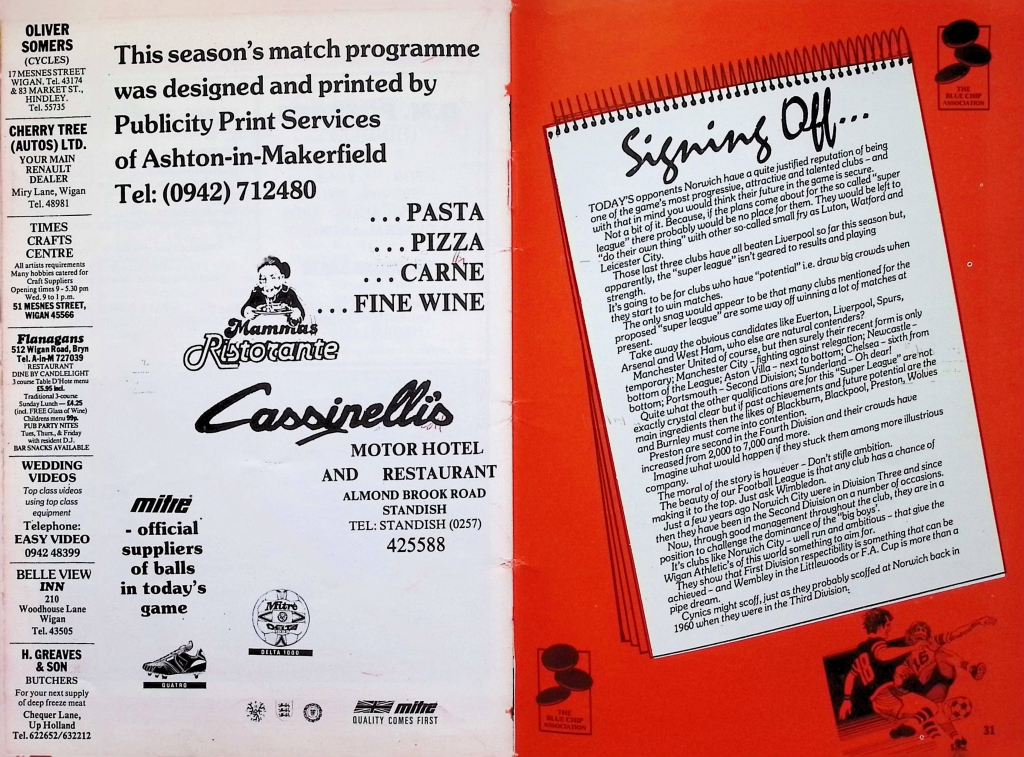 OLIVER
SOMERS
(CYCLES)
17 MESNES STREET
WIGAN. Tel. 43174
& 83 MARKET ST.,
HINDLEY.
Tel. 55735
CHERRY TREE
(AUTOS) LTD.
YOUR MAIN
RENAULT
DEALER
Miry Lane, Wigan
Tel. 48981
TIMES
CRAFTS
CENTRE
All artists requirements
Many hobbies catered for
Craft Suppliers
Opening times 9 - 5.30 pm
Wed. 9 to 1 p.m.
51 MESNES STREET,
WIGAN 45566
Flanagans
512 Wigan Road, Bryn
Tel. A-in-M 727039
RESTAURANT
DINE BY CANDLELIGHT
3 course Table D'Hote menu
£5.95 incl.
Traditional 3-course
Sunday Lunch — £4.25
(incl. FREE Glass of Wine)
Childrens menu 99p.
PUB PARTY NITES
Tues, Thurs., & Friday
with resident D.J.
BAR SNACKS AVAILABLE
WEDDING
VIDEOS
Top class videos
using top class
equipment
Telephone:
EASY VIDEO
0942 48399
BELLE VIEW
INN
210
Woodhouse Lane
Wigan
Tel. 43505
H. GREAVES
& SON
BUTCHERS
For your next supply
of deep freeze meat
Chequer Lane,
Up Holland
Tel. 622652/632212
This season's match programme
was designed and printed by
Publicity Print Services
of Ashton-in-Makerfield
Tel: (0942) 712480
...PASTA
...PIZZA
...CARNE
...FINE WINE
Mammas
Ristorante
Cassinelli's
MOTOR HOTEL
AND RESTAURANT
ALMOND BROOK ROAD
STANDISH
TEL: STANDISH (0257)
425588
mitre
- official
suppliers
of balls
in today's
game
QUATRO
Mitre
DELTA
DELTA 1000
mitre
QUALITY COMES FIRST
THE
BLUE CHIP
ASSOCIATION
Signing Off...
TODAY'S opponents Norwich have a quite justified reputation of being
one of the game's most progressive, attractive and talented clubs – and
with that in mind you would think their future in the game is secure.
Not a bit of it. Because, if the plans come about for the so called "super
league" there probably would be no place for them. They would be left to
"do their own thing" with other so-called small fry as Luton, Watford and
Leicester City.
Those last three clubs have all beaten Liverpool so far this season but,
apparently, the "super league" isn't geared to results and playing
strength.
It's going to be for clubs who have "potential" i.e. draw big crowds when
they start to win matches.
The only snag would appear to be that many clubs mentioned for the
proposed "super league" are some way off winning a lot of matches at
present.
Take away the obvious candidates like Everton, Liverpool, Spurs,
Arsenal and West Ham, who else are natural contenders?
Manchester United of course, but then surely their recent form is only
temporary; Manchester City – fighting against relegation; Newcastle –
bottom of the League; Aston Villa – next to bottom; Chelsea – sixth from
bottom; Portsmouth – Second Division; Sunderland – Oh dear!
Quite what the other qualifications are for this "Super League" are not
exactly crystal clear but if past achievements and future potential are the
main ingredients then the likes of Blackburn, Blackpool, Preston, Wolves
and Burnley must come into contention.
Preston are second in the Fourth Division and their crowds have
increased from 2,000 to 7,000 and more.
Imagine what would happen if they stuck them among more illustrious
company.
The moral of the story is however – Don't stifle ambition.
The beauty of our Football League is that any club has a chance of
making it to the top. Just ask Wimbledon.
Just a few years ago Norwich City were in Division Three and since
then they have been in the Second Division on a number of occasions.
Now, through good management throughout the club, they are in a
position to challenge the dominance of the 'big boys'.
It's clubs like Norwich City – well run and ambitious – that give the
Wigan Athletic's of this world something to aim for.
They show that First Division respectibility is something that can be
achieved – and Wembley in the Littlewoods or F.A. Cup is more than a
pipe dream.
Cynics might scoff, just as they probably scoffed at Norwich back in
1960 when they were in the Third Division.
THE
BLUE CHIP
ASSOCIATION
18
16
31